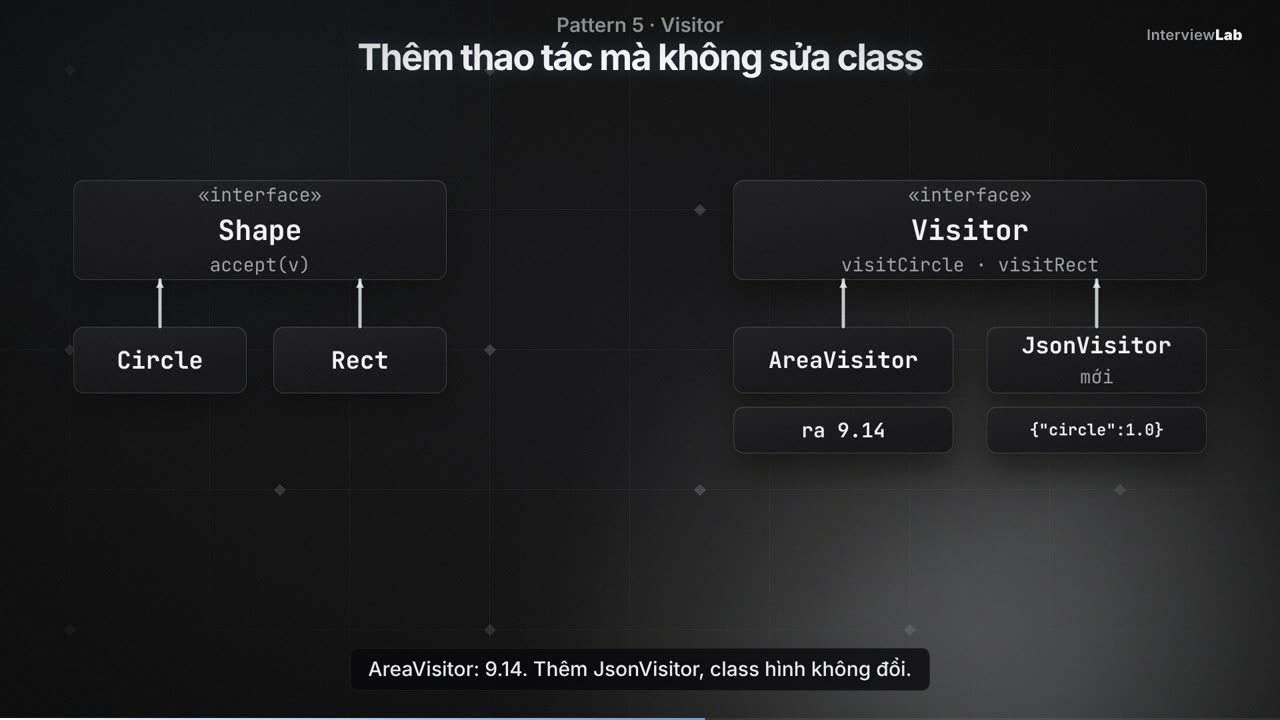 Pattern 5 · Visitor
InterviewLab
Thêm thao tác mà không sửa class
«interface»
Shape
accept(v)
Circle
Rect
«interface»
Visitor
visitCircle · visitRect
AreaVisitor
JsonVisitor
mới
ra 9.14
{"circle":1.0}
AreaVisitor: 9.14. Thêm JsonVisitor, class hình không đổi.